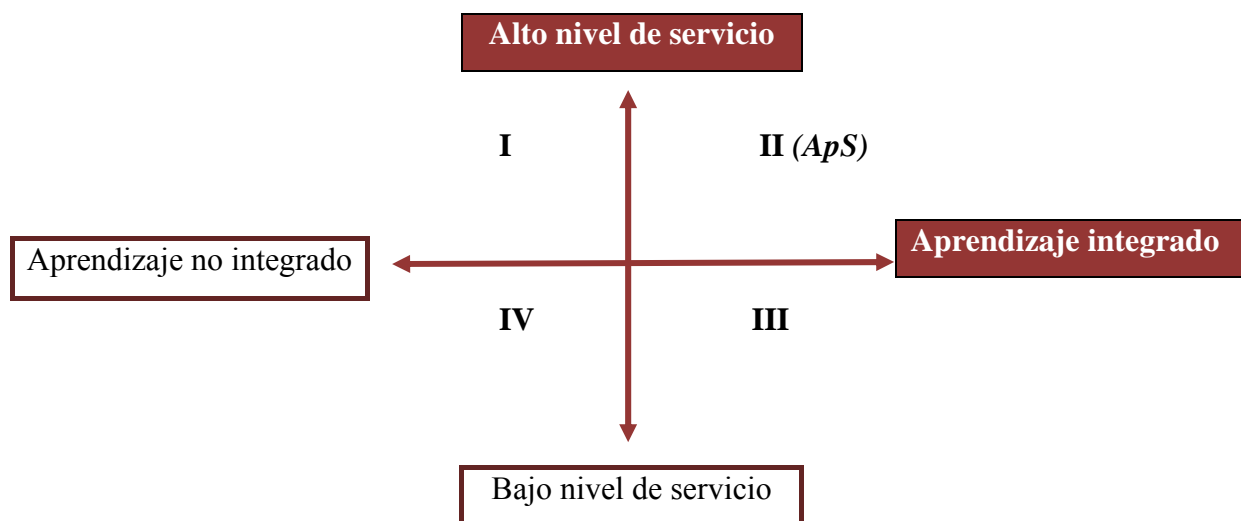 Alto nivel de servicio
I
II (ApS)
Aprendizaje no integrado
Aprendizaje integrado
IV
III
Bajo nivel de servicio